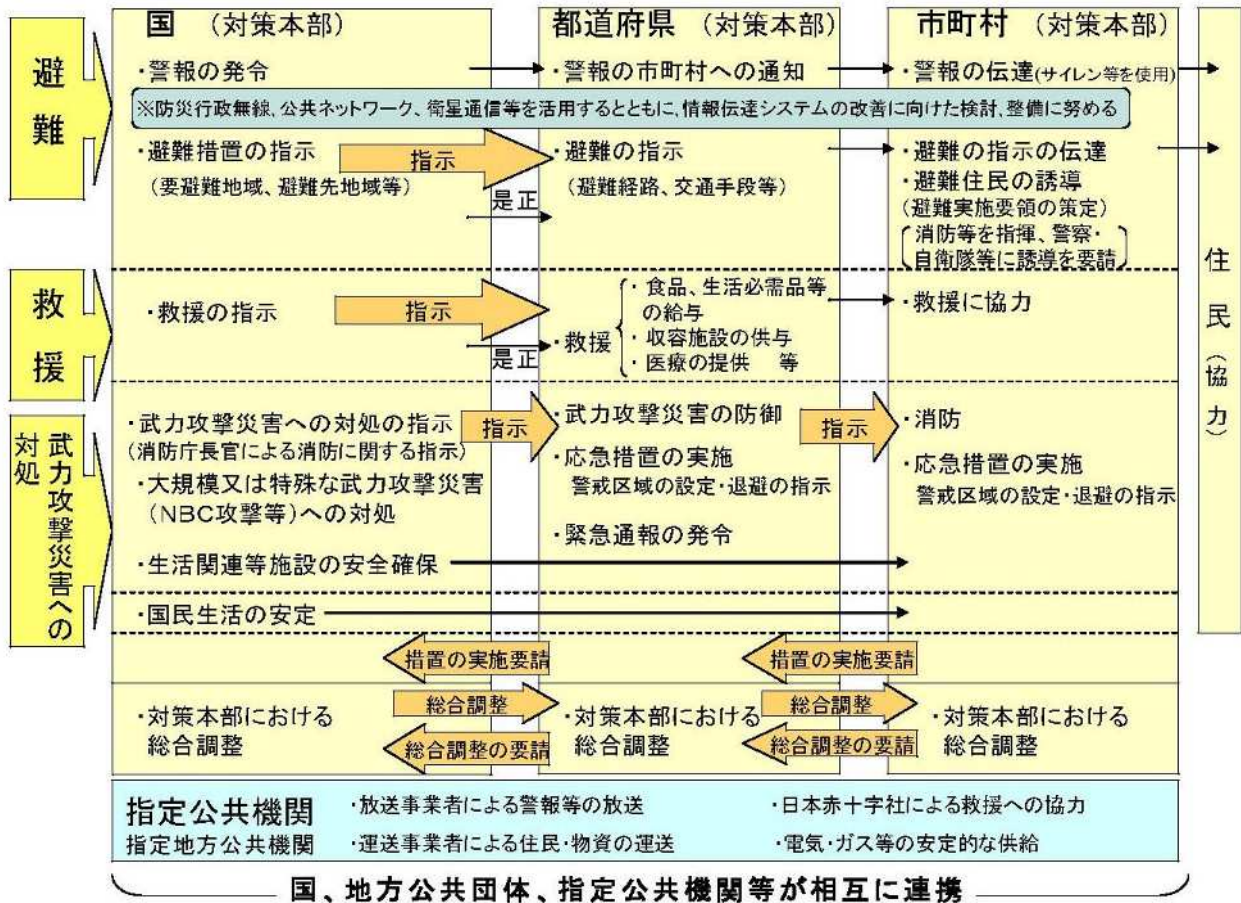 国 (対策本部)
都道府県 (対策本部)
市町村 (対策本部)
避難
・警報の発令
・警報の市町村への通知
・警報の伝達(サイレン等を使用)
※防災行政無線、公共ネットワーク、衛星通信等を活用するとともに、情報伝達システムの改善に向けた検討、整備に努める
・避難措置の指示
(要避難地域、避難先地域等)
指示
是正
・避難の指示
(避難経路、交通手段等)
・避難の指示の伝達
・避難住民の誘導
(避難実施要領の策定)
消防等を指揮、警察・
自衛隊等に誘導を要請
住民(協力)
救援
・救援の指示
指示
是正
・救援
・食品、生活必需品等
の給与
・収容施設の供与
・医療の提供 等
・救援に協力
武力攻撃災害への
対処
・武力攻撃災害への対処の指示
(消防庁長官による消防に関する指示)
・大規模又は特殊な武力攻撃災害
(NBC攻撃等)への対処
指示
・武力攻撃災害の防御
・応急措置の実施
警戒区域の設定・退避の指示
・緊急通報の発令
指示
・消防
・応急措置の実施
警戒区域の設定・退避の指示
・生活関連等施設の安全確保
・国民生活の安定
措置の実施要請
措置の実施要請
・対策本部における
総合調整
総合調整
総合調整の要請
・対策本部における
総合調整
総合調整
総合調整の要請
・対策本部における
総合調整
指定公共機関
指定地方公共機関
・放送事業者による警報等の放送
・日本赤十字社による救援への協力
・運送事業者による住民・物資の運送
・電気・ガス等の安定的な供給
国、地方公共団体、指定公共機関等が相互に連携